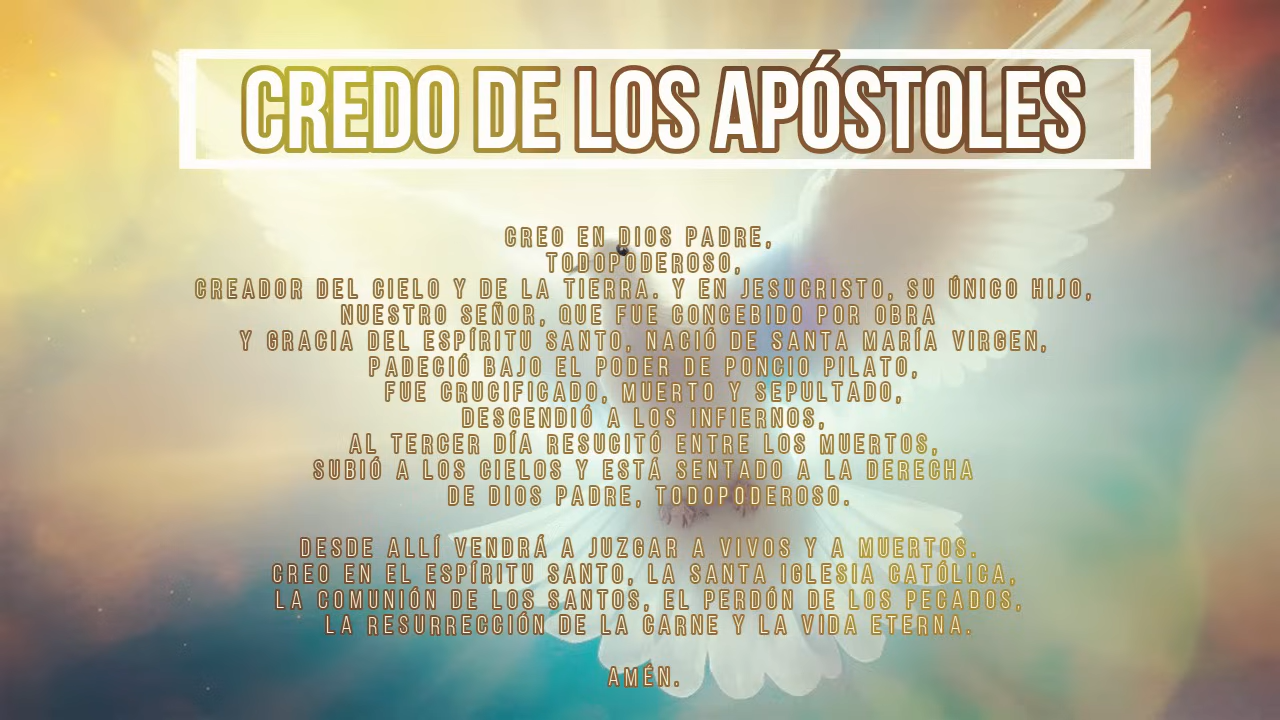 CREDO DE LOS APÓSTOLES
CREO EN DIOS PADRE,
TODOPODEROSO,
CREADOR DEL CIELO Y DE LA TIERRA. Y EN JESUCRISTO, SU ÚNICO HIJO,
NUESTRO SEÑOR, QUE FUE CONCEBIDO POR OBRA
Y GRACIA DEL ESPÍRITU SANTO, NACIÓ DE SANTA MARÍA VIRGEN,
PADECIÓ BAJO EL PODER DE PONCIO PILATO,
FUE CRUCIFICADO, MUERTO Y SEPULTADO,
DESCENDIÓ A LOS INFIERNOS,
AL TERCER DÍA RESUCITÓ ENTRE LOS MUERTOS,
SUBIÓ A LOS CIELOS Y ESTÁ SENTADO A LA DERECHA
DE DIOS PADRE, TODOPODEROSO.
DESDE ALLÍ VENDRÁ A JUZGAR A VIVOS Y A MUERTOS.
CREO EN EL ESPÍRITU SANTO, LA SANTA IGLESIA CATÓLICA,
LA COMUNIÓN DE LOS SANTOS, EL PERDÓN DE LOS PECADOS,
LA RESURRECCIÓN DE LA CARNE Y LA VIDA ETERNA.
AMÉN.